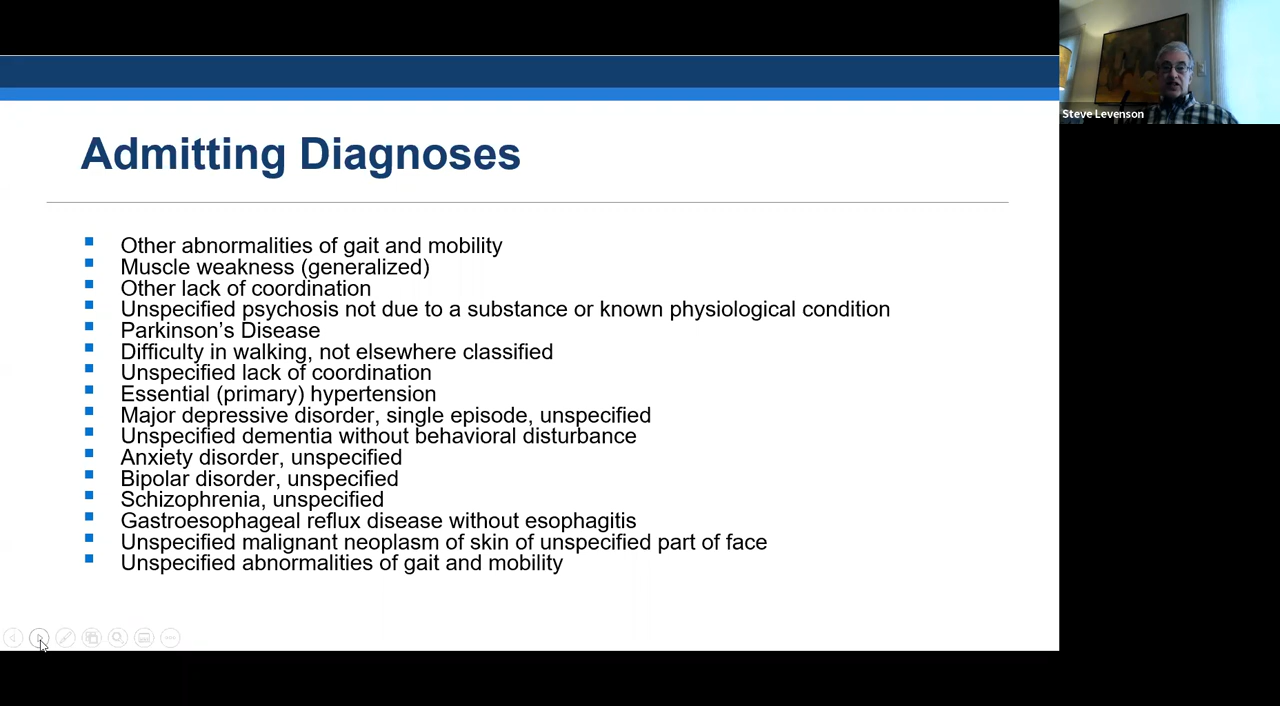 Steve Levenson
Admitting Diagnoses
Other abnormalities of gait and mobility
Muscle weakness (generalized)
Other lack of coordination
Unspecified psychosis not due to a substance or known physiological condition
Parkinson’s Disease
Difficulty in walking, not elsewhere classified
Unspecified lack of coordination
Essential (primary) hypertension
Major depressive disorder, single episode, unspecified
Unspecified dementia without behavioral disturbance
Anxiety disorder, unspecified
Bipolar disorder, unspecified
Schizophrenia, unspecified
Gastroesophageal reflux disease without esophagitis
Unspecified malignant neoplasm of skin of unspecified part of face
Unspecified abnormalities of gait and mobility